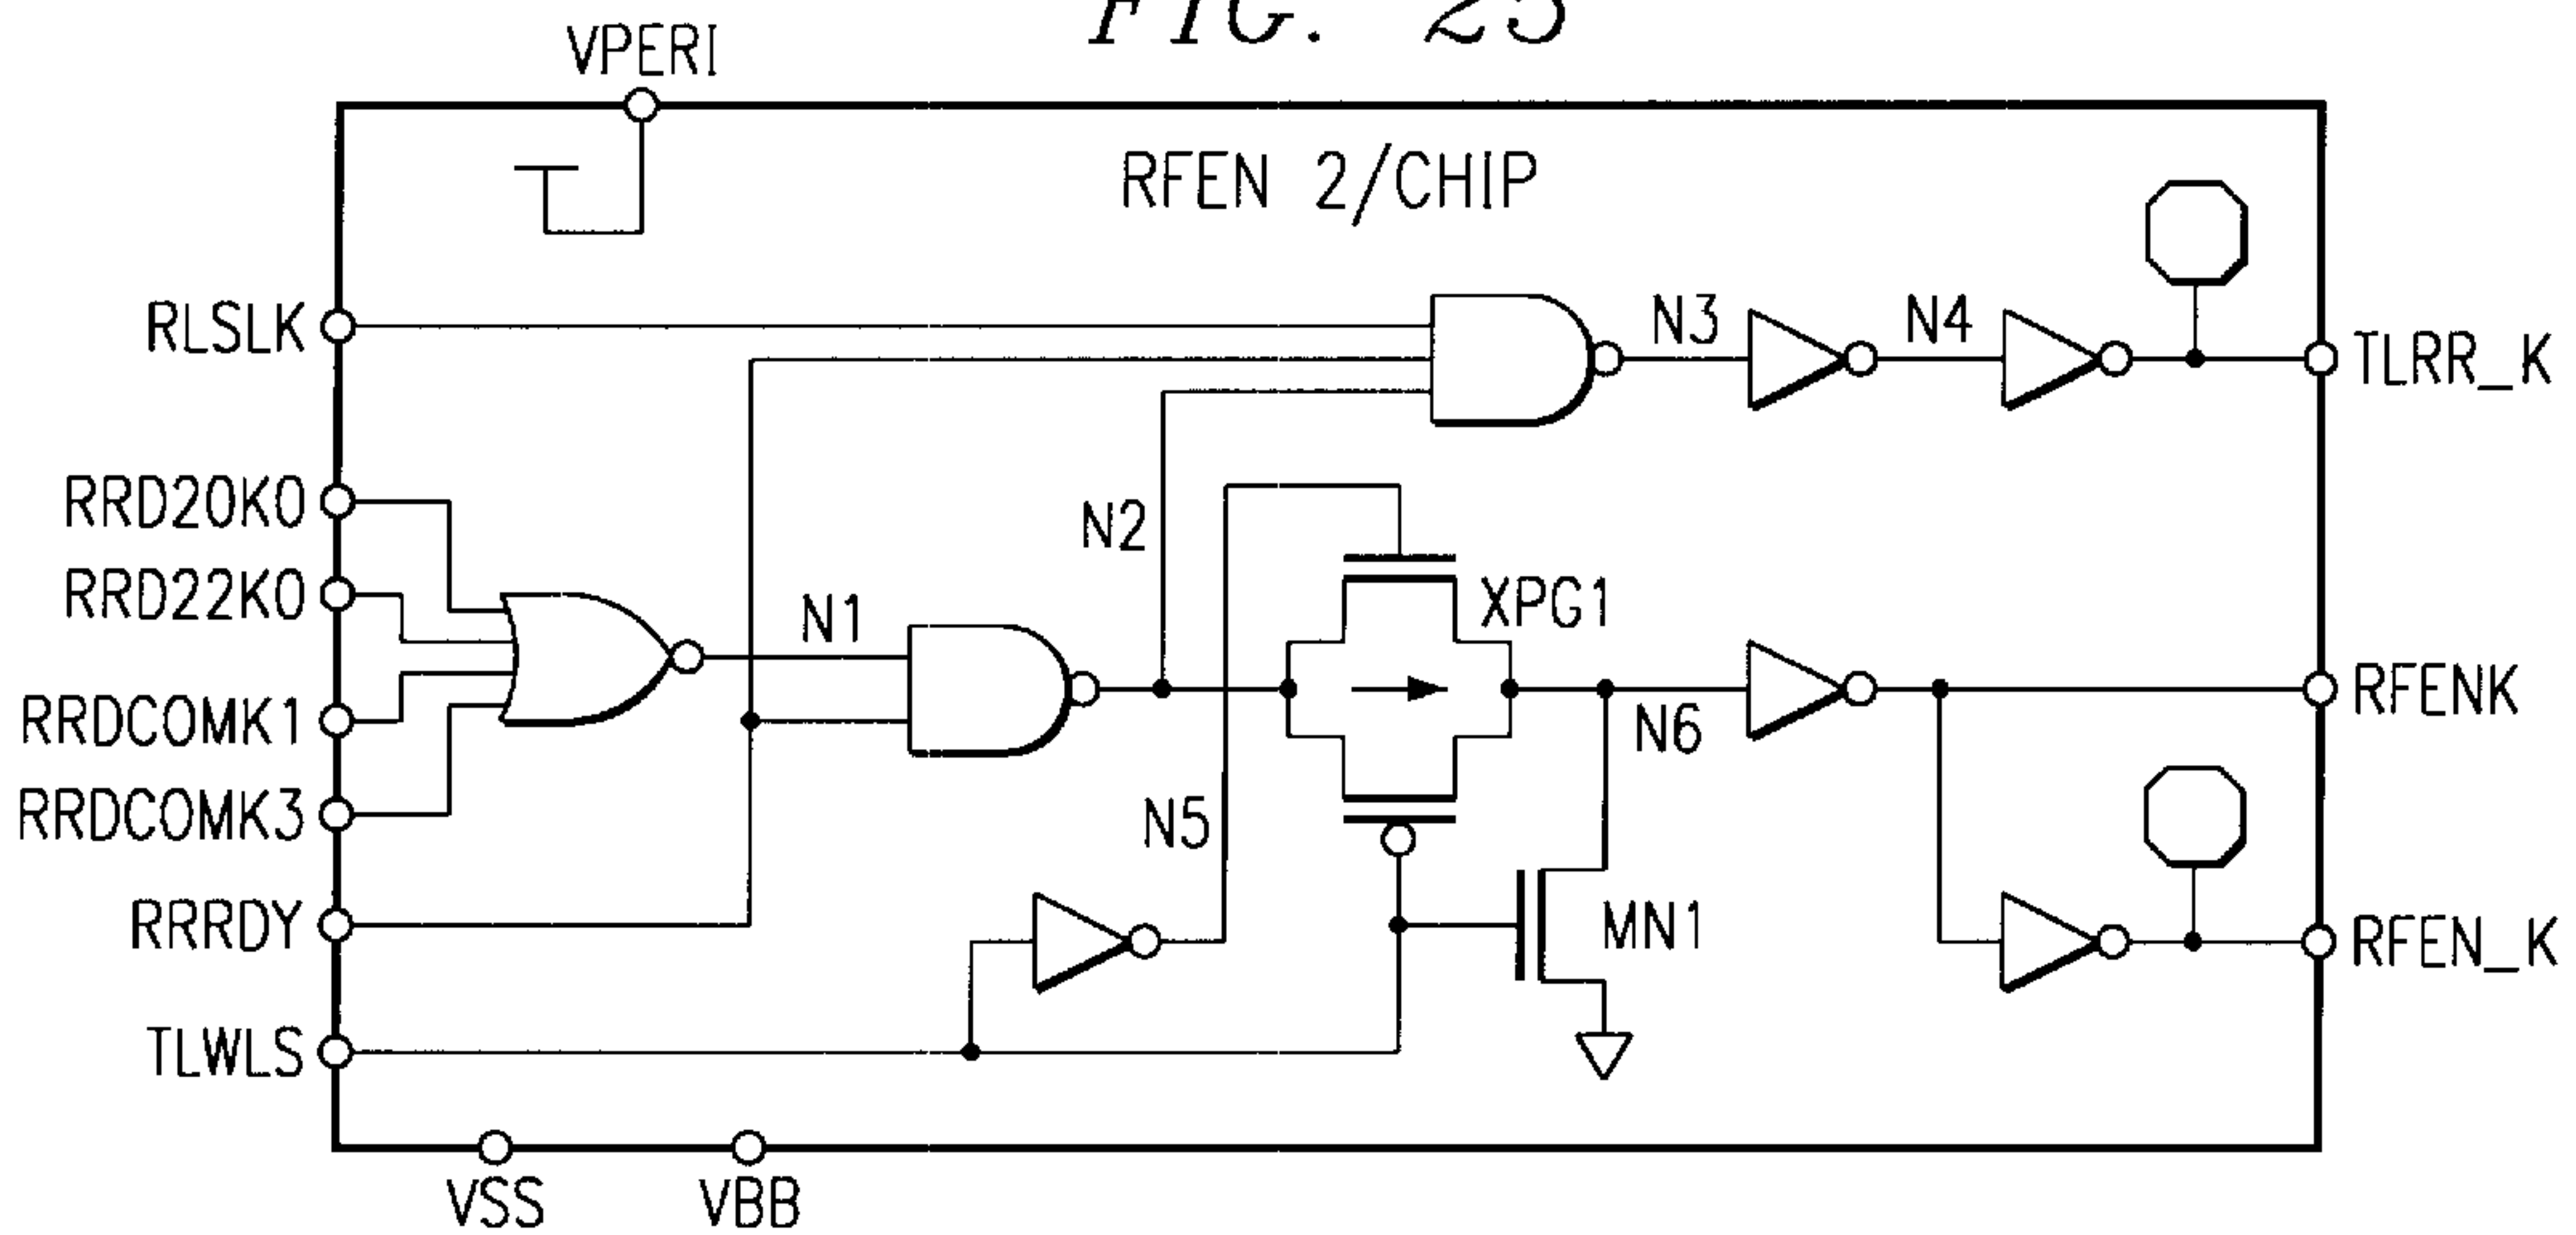 FIG. 25
VPERI
RFEN 2/CHIP
RLSLK
N3
N4
TLRR_K
RRD20K0
N2
RRD22K0
N1
XPG1
RRDCOMK1
N6
RFENK
RRDCOMK3
N5
RRRDY
MN1
RFEN_K
TLWLS
VSS
VBB